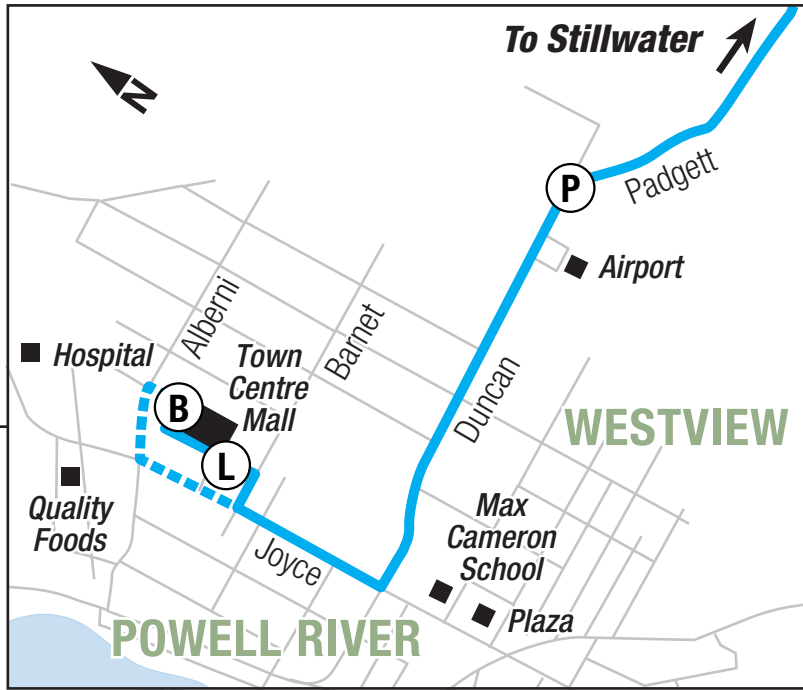 To Stillwater
N
P
Padgett
Airport
Alberni
Barnet
Hospital
Town
Centre
Mall
B
Duncan
WESTVIEW
L
Quality
Foods
Max
Cameron
School
Joyce
Plaza
POWELL RIVER